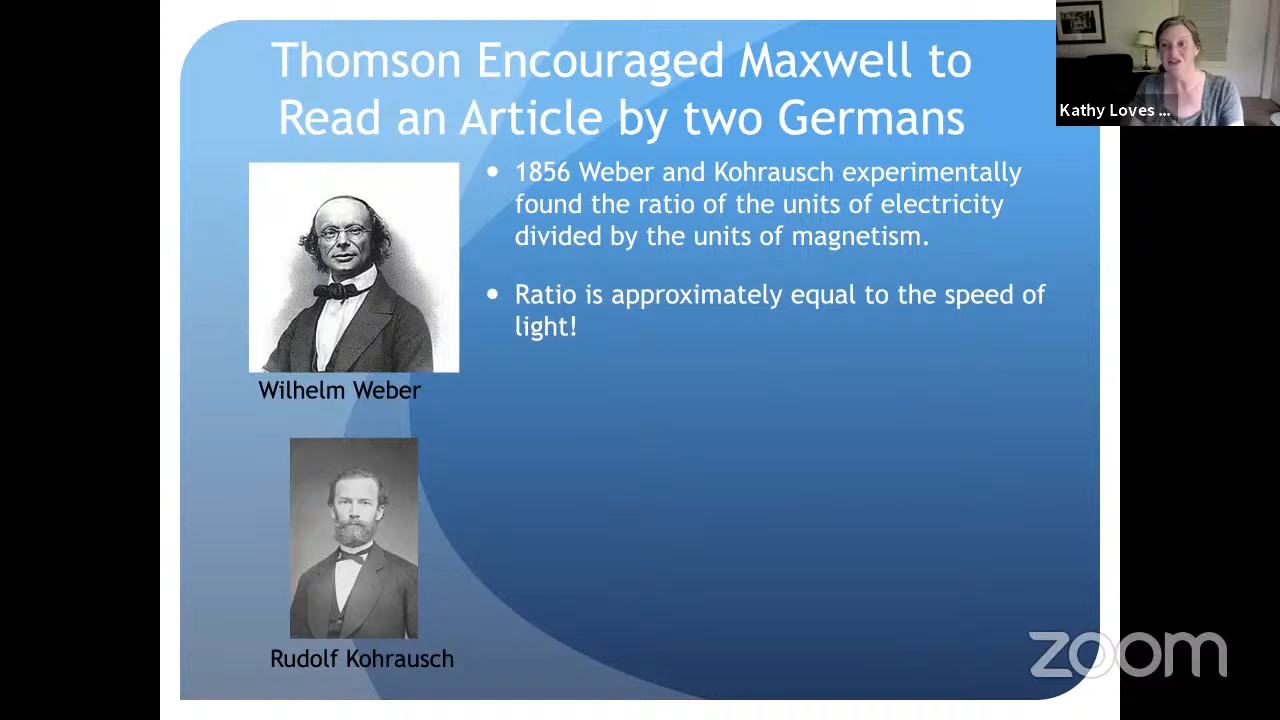 Thomson Encouraged Maxwell to
Read an Article by two Germans
Kathy Loves ...
• 1856 Weber and Kohrausch experimentally
found the ratio of the units of electricity
divided by the units of magnetism.
• Ratio is approximately equal to the speed of
light!
Wilhelm Weber
Rudolf Kohrausch
zoom